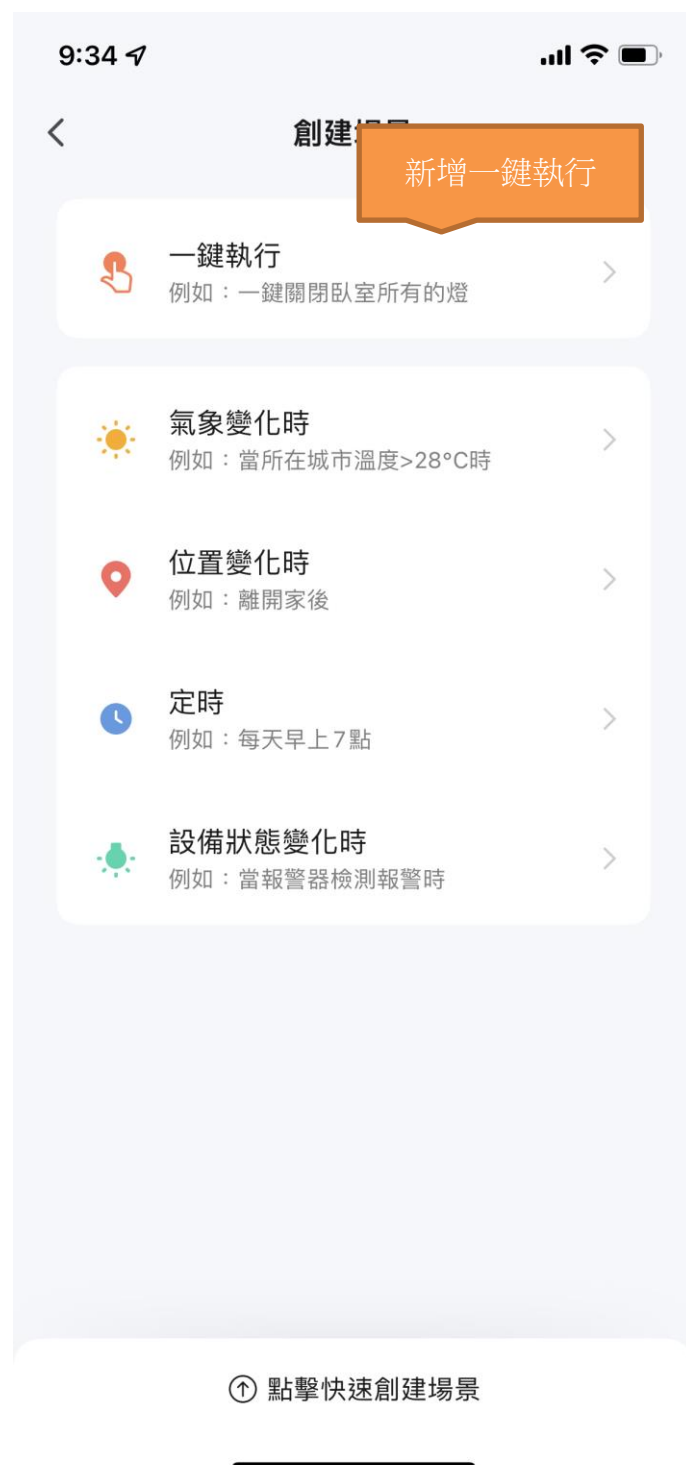 9:34
創建
新增一鍵執行
一鍵執行
例如：一鍵關閉臥室所有的燈
氣象變化時
例如：當所在城市溫度>28°C時
位置變化時
例如：離開家後
定時
例如：每天早上7點
設備狀態變化時
例如：當報警器檢測報警時
點擊快速創建場景